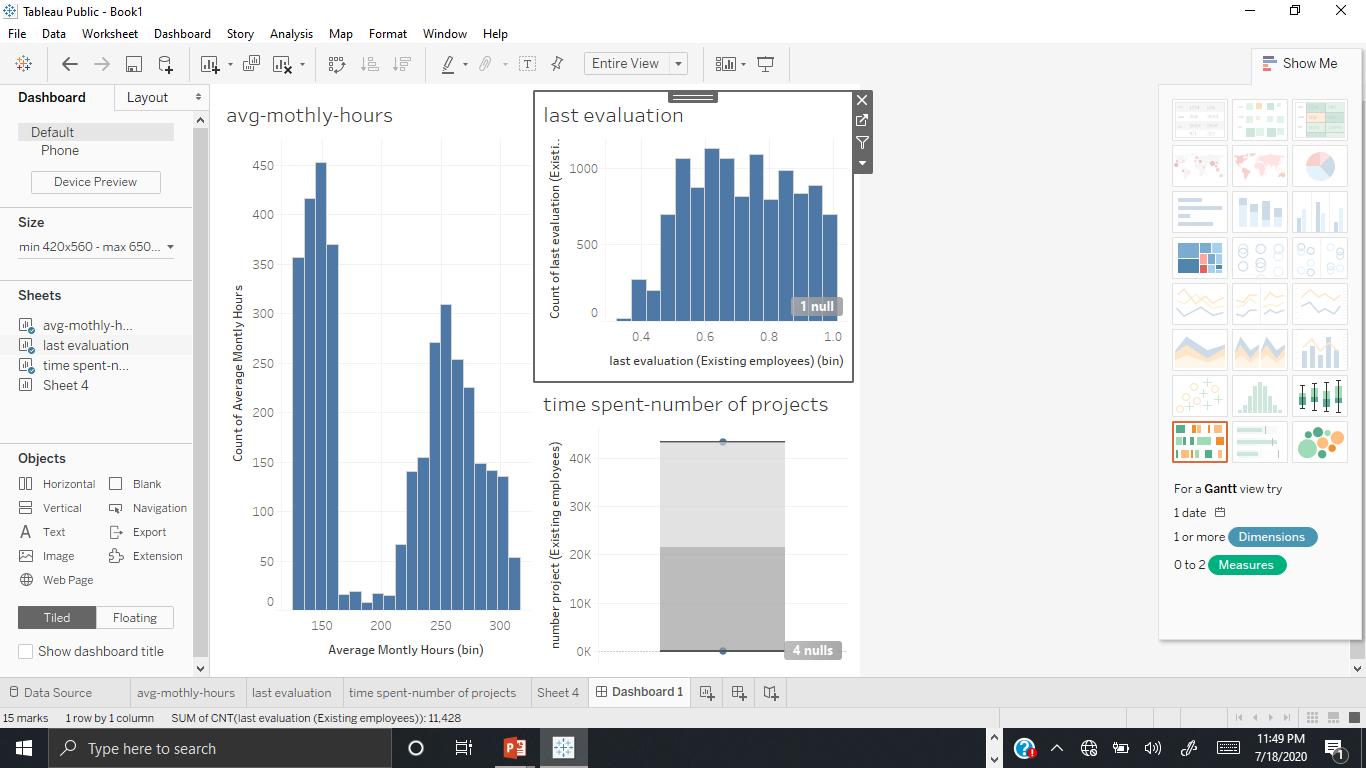 Tableau Public - Book1
File Data Worksheet Dashboard Story Analysis Map Format Window Help
Entire View
Show Me
Dashboard Layout
Default
Phone
Device Preview
Size
min 420x560 - max 650...
Sheets
avg-mothly-h...
last evaluation
time spent-n...
Sheet 4
Objects
Horizontal Blank
Vertical Navigation
Text Export
Image Extension
Web Page
Tiled Floating
Show dashboard title
avg-mothly-hours
Count of Average Montly Hours
450
400
350
300
250
200
150
100
50
0
150 200 250 300
Average Montly Hours (bin)
last evaluation
Count of last evaluation (Existi..
1000
500
0
1 null
0.4 0.6 0.8 1.0
last evaluation (Existing employees) (bin)
time spent-number of projects
number project (Existing employees)
40K
30K
20K
10K
0K
4 nulls
For a Gantt view try
1 date
1 or more Dimensions
0 to 2 Measures
Data Source avg-mothly-hours last evaluation time spent-number of projects Sheet 4 Dashboard 1
15 marks 1 row by 1 column SUM of CNT(last evaluation (Existing employees)): 11,428
Type here to search
11:49 PM
7/18/2020
1